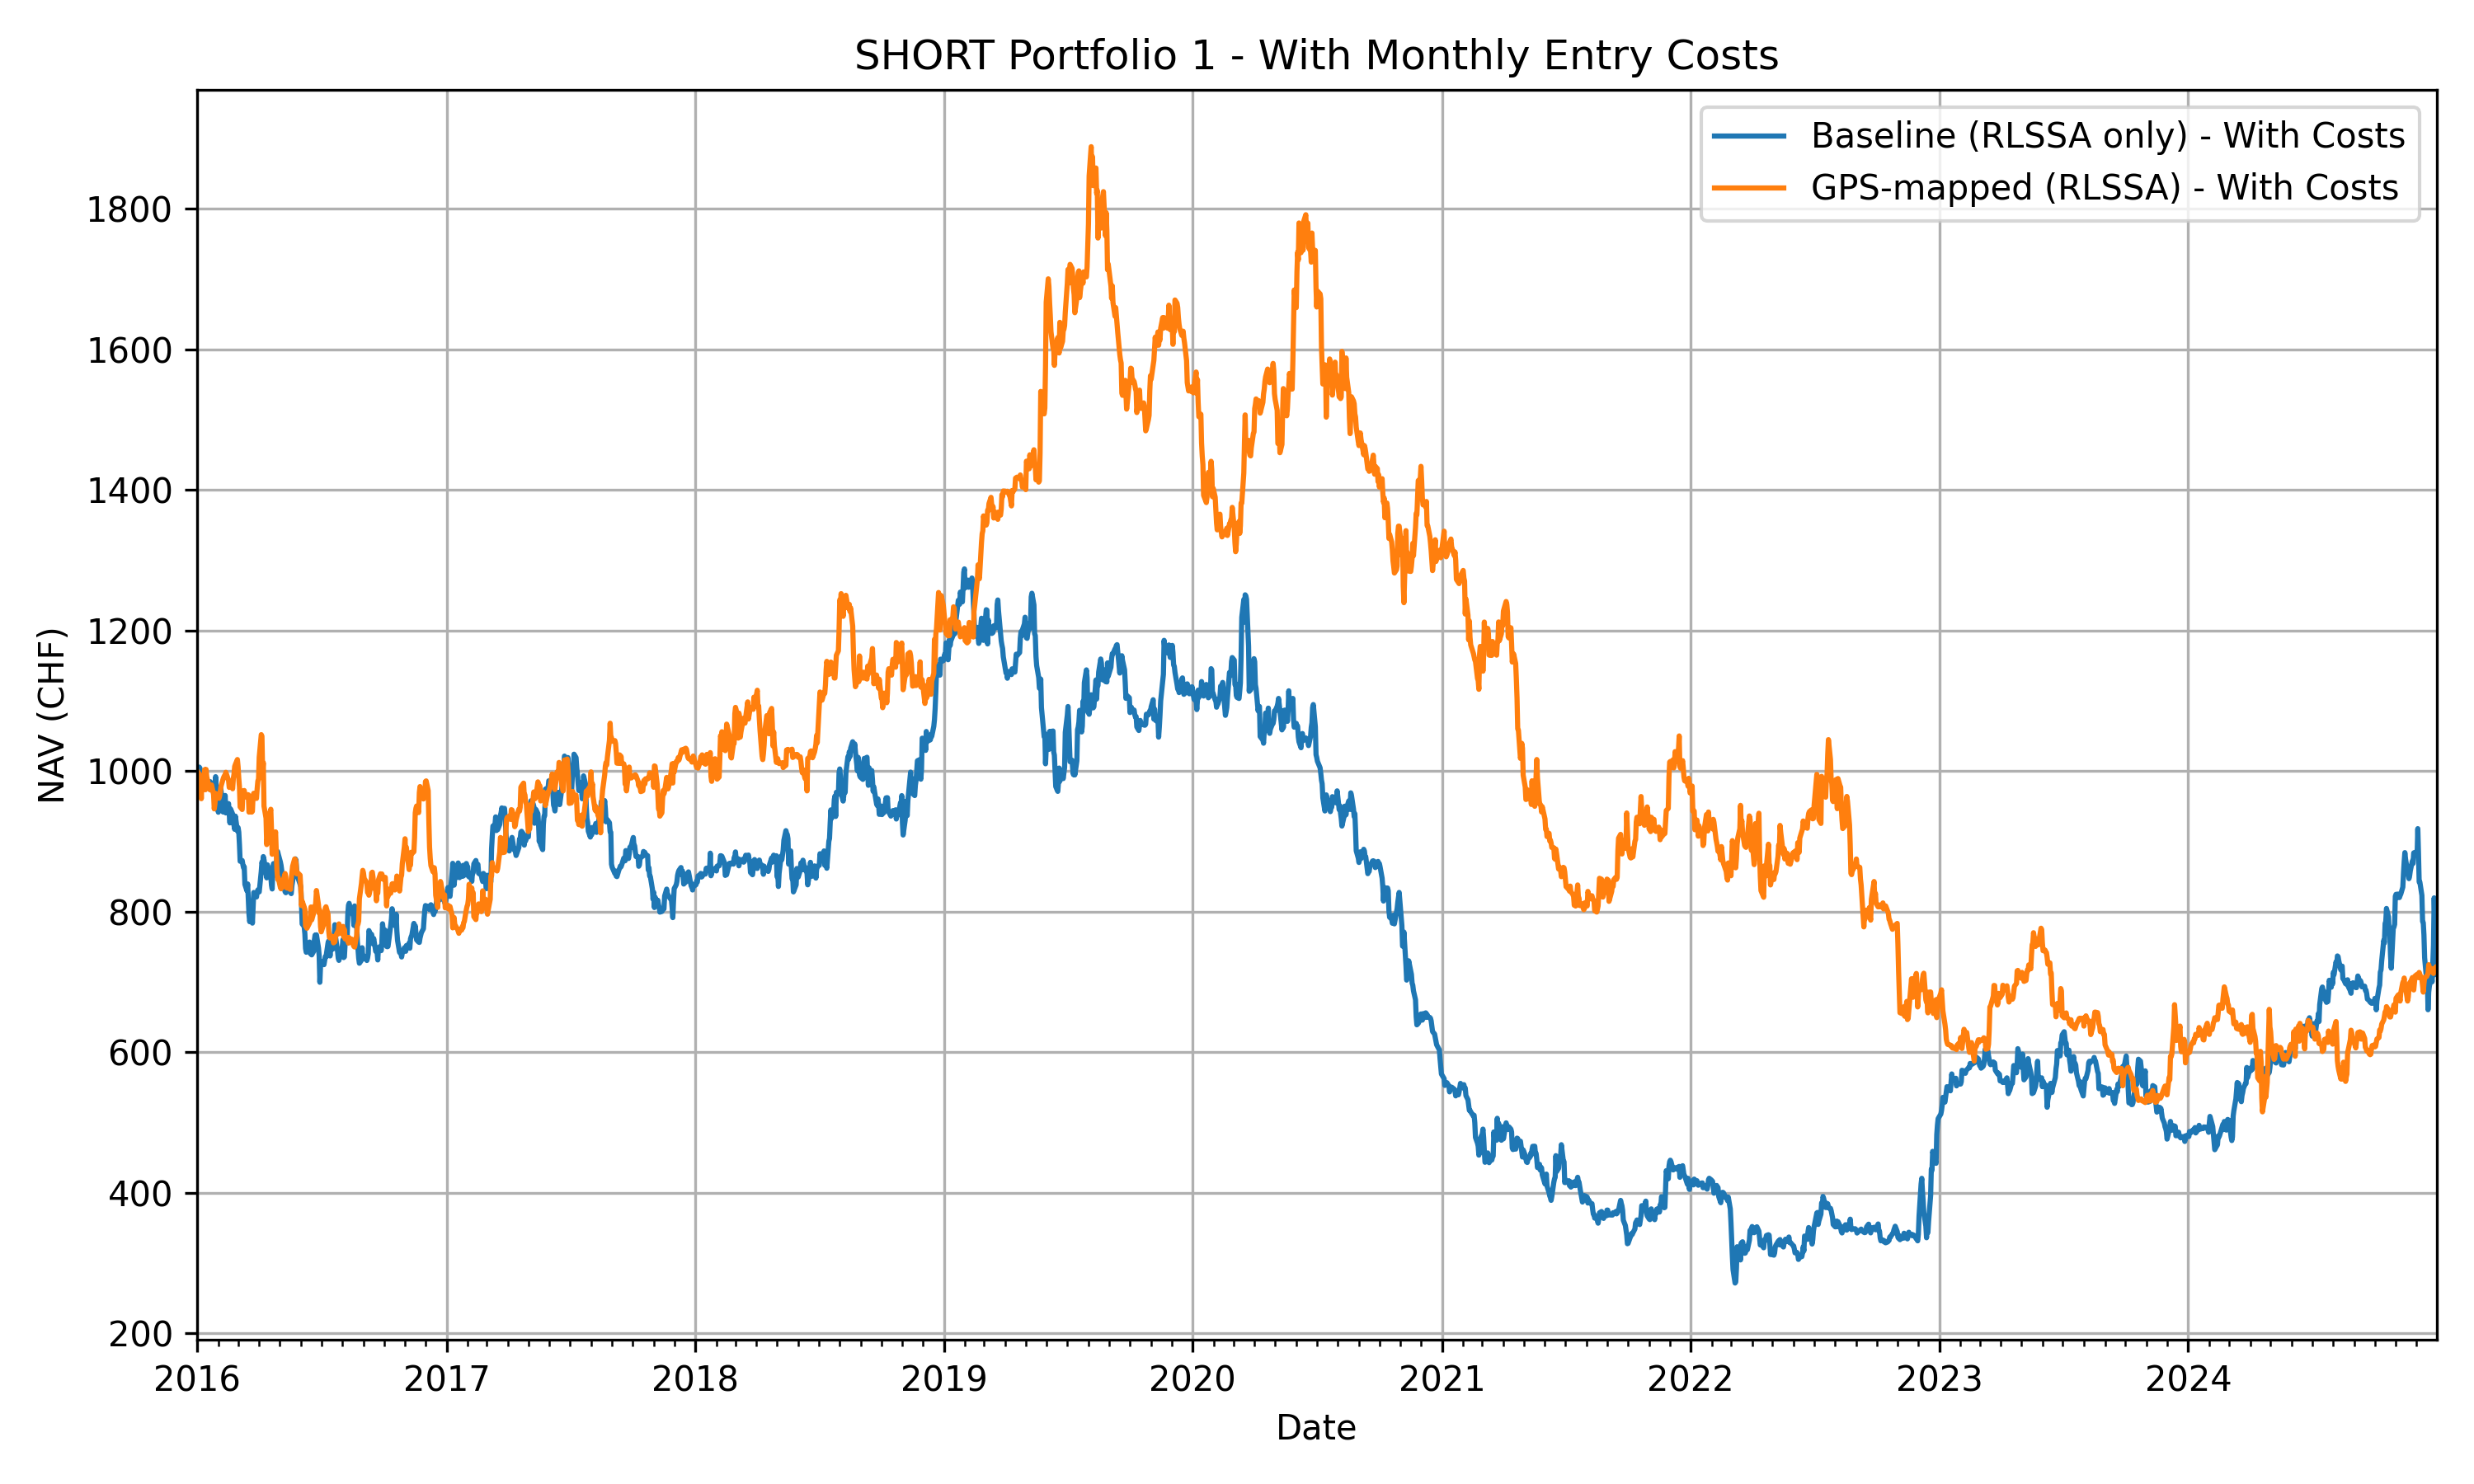 SHORT Portfolio 1 - With Monthly Entry Costs
Baseline (RLSSA only) - With Costs
GPS-mapped (RLSSA) - With Costs
NAV (CHF)
1800
1600
1400
1200
1000
800
600
400
200
2016 2017 2018 2019 2020 2021 2022 2023 2024
Date